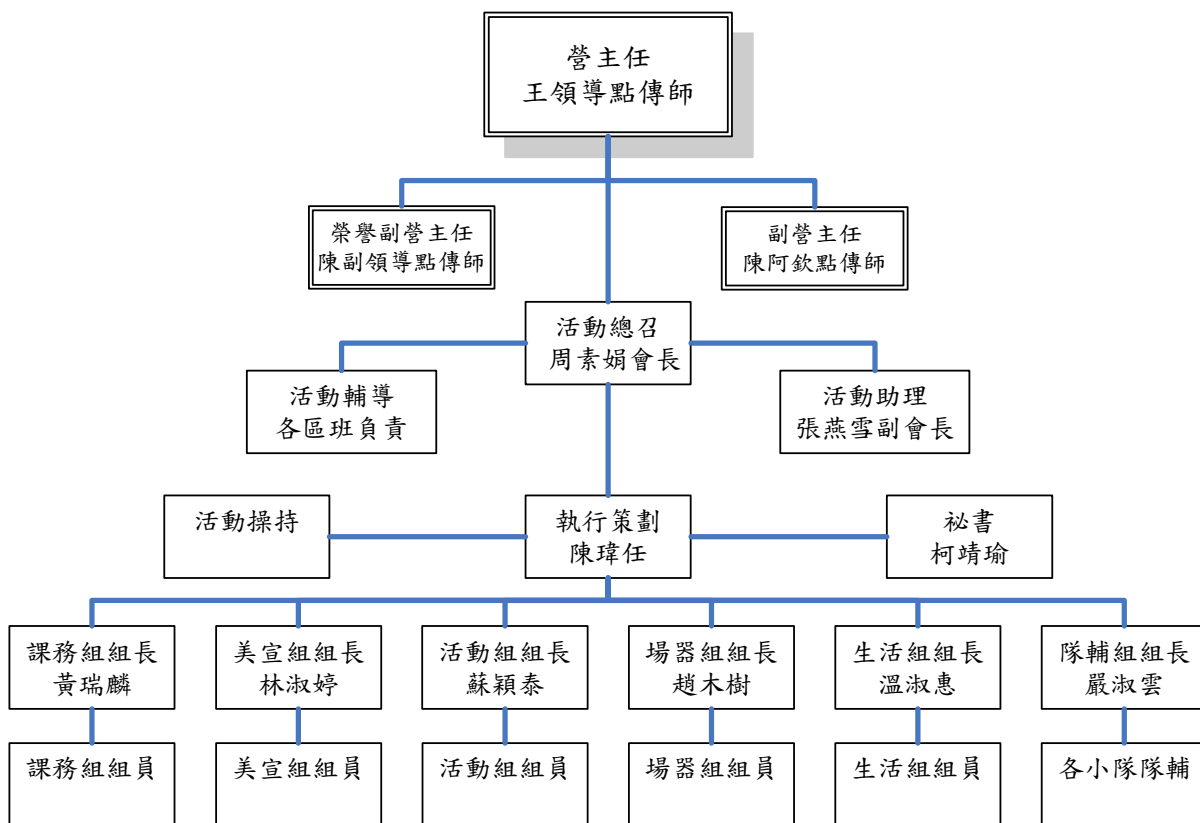 營主任
王領導點傳師
榮譽副營主任
陳副領導點傳師
副營主任
陳阿欽點傳師
活動總召
周素娟會長
活動輔導
各區班負責
活動助理
張燕雪副會長
活動操持
執行策劃
陳瑋任
祕書
柯靖瑜
課務組組長
黃瑞麟
美宣組組長
林淑婷
活動組組長
蘇穎泰
場器組組長
趙木樹
生活組組長
溫淑惠
隊輔組組長
嚴淑雲
課務組組員
美宣組組員
活動組組員
場器組組員
生活組組員
各小隊隊輔